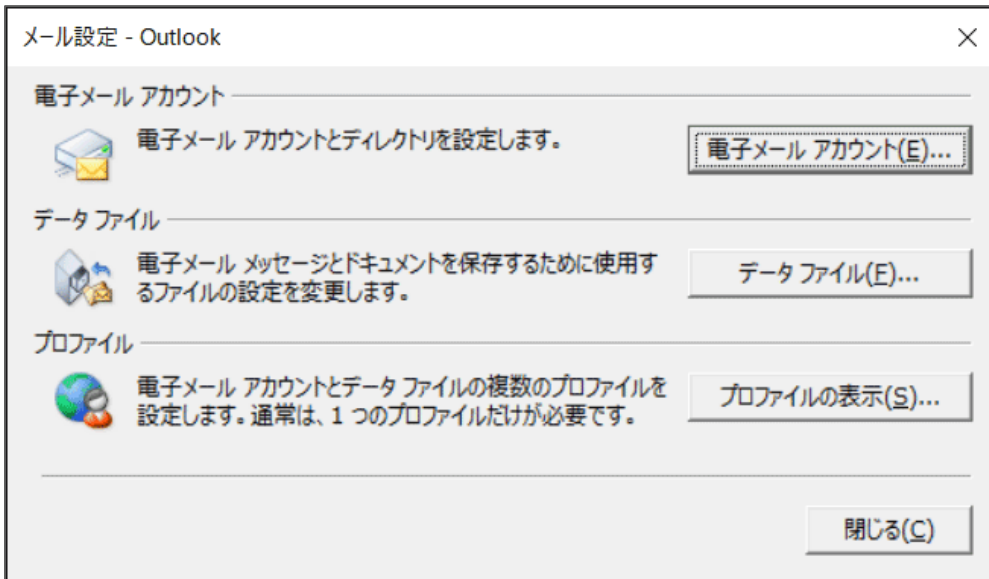 メール設定 - Outlook
電子メール アカウント
電子メール アカウントとディレクトリを設定します。
電子メール アカウント(E)...
データ ファイル
電子メール メッセージとドキュメントを保存するために使用す
るファイルの設定を変更します。
データ ファイル(F)...
プロファイル
電子メール アカウントとデータ ファイルの複数のプロファイルを
設定します。通常は、1 つのプロファイルだけが必要です。
プロファイルの表示(S)...
閉じる(C)